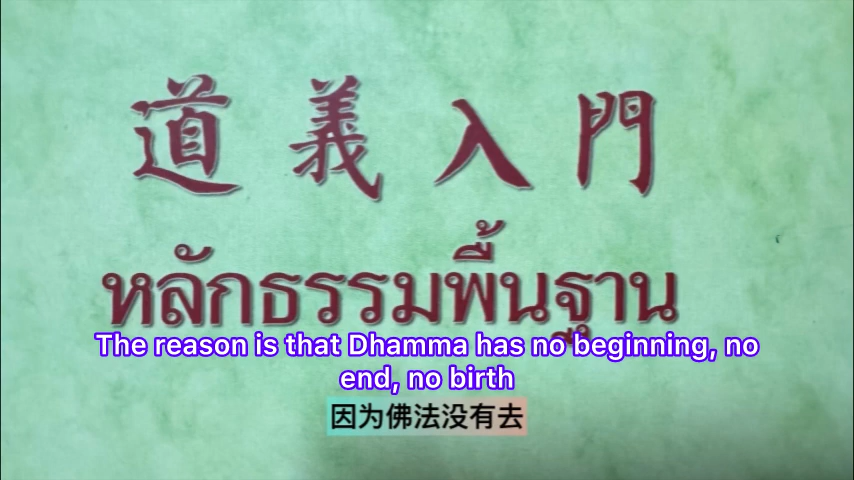 道義入門
หลักธรรมพื้นฐาน
The reason is that Dhamma has no beginning, no
end, no birth
因为佛法没有去